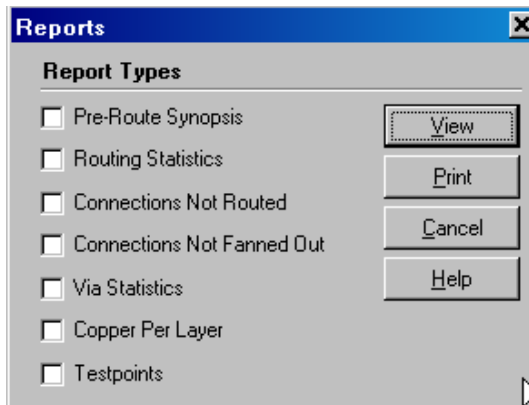 Reports
Report Types
Pre-Route Synopsis
Routing Statistics
Connections Not Routed
Connections Not Fanned Out
Via Statistics
Copper Per Layer
Testpoints
View
Print
Cancel
Help